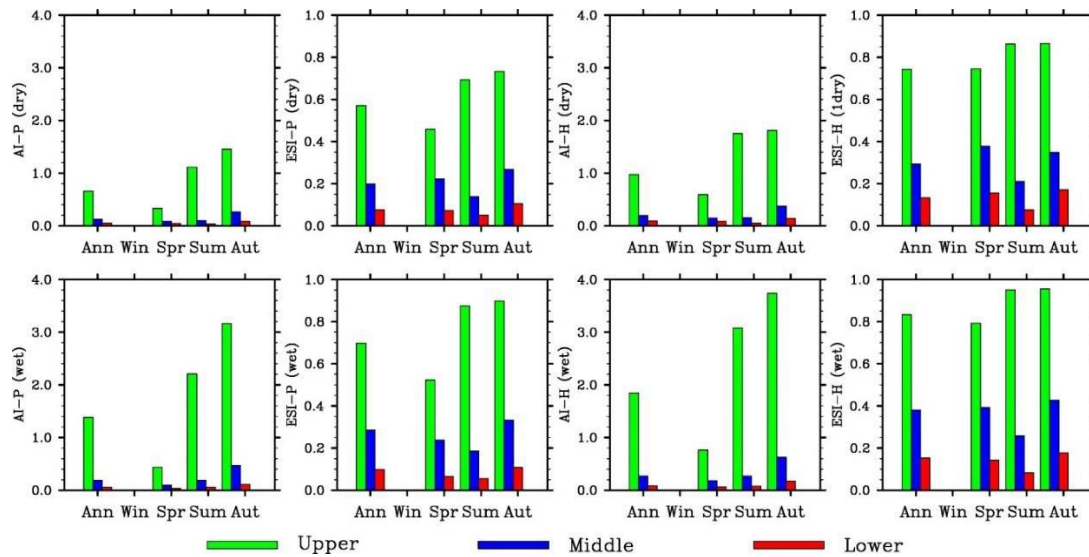 AI-P (dry)
4.0
3.0
2.0
1.0
0.0
Ann Win Spr Sum Aut
ESI-P (dry)
1.0
0.8
0.6
0.4
0.2
0.0
Ann Win Spr Sum Aut
AI-H (dry)
4.0
3.0
2.0
1.0
0.0
Ann Win Spr Sum Aut
ESI-H (1dry)
1.0
0.8
0.6
0.4
0.2
0.0
Ann Win Spr Sum Aut
AI-P (wet)
4.0
3.0
2.0
1.0
0.0
Ann Win Spr Sum Aut
ESI-P (wet)
1.0
0.8
0.6
0.4
0.2
0.0
Ann Win Spr Sum Aut
AI-H (wet)
4.0
3.0
2.0
1.0
0.0
Ann Win Spr Sum Aut
ESI-H (wet)
1.0
0.8
0.6
0.4
0.2
0.0
Ann Win Spr Sum Aut
Upper Middle Lower